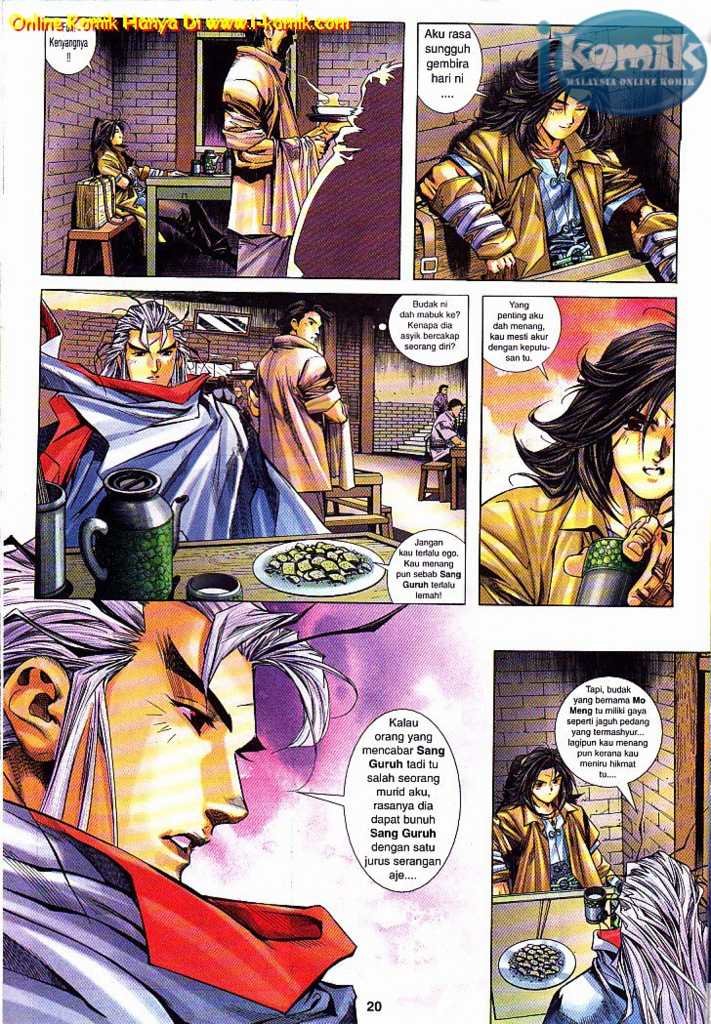 Online Komik Hanya Di www.i-komik.com
ikomik
MALAYSIA ONLINE KOMIK
Kenyangnya
!!
Aku rasa
sungguh
gembira
hari ni
....
Budak ni
dah mabuk ke?
Kenapa dia
asyik bercakap
seorang diri?
Jangan
kau terlalu ego.
Kau menang
pun sebab Sang
Guruh terlalu
lemah!
Yang
penting aku
dah menang,
kau mesti akur
dengan keputu-
san tu.
Kalau
orang yang
mencabar Sang
Guruh tadi tu
salah seorang
murid aku,
rasanya dia
dapat bunuh
Sang Guruh
dengan satu
jurus serangan
aje....
Tapi, budak
yang bernama Mo
Meng tu miliki gaya
seperti jaguh pedang
yang termashyur...
lagipun kau menang
pun kerana kau
meniru hikmat
tu....
20